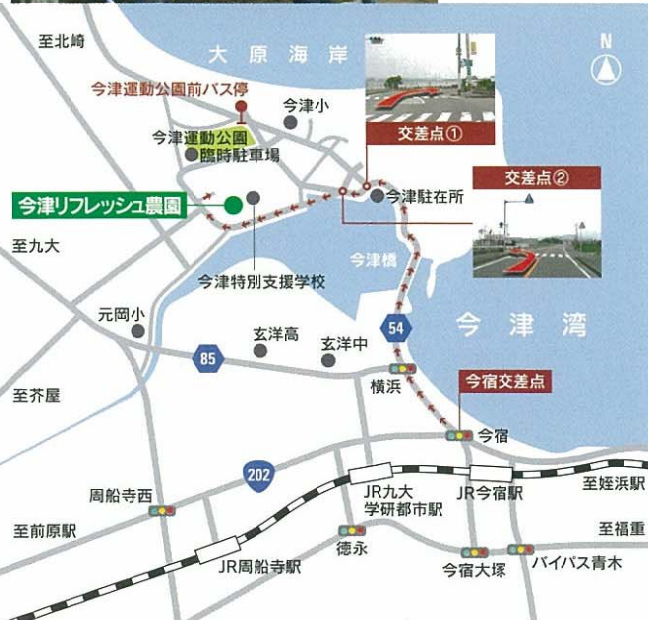 至北崎
大原海岸
N
今津運動公園前バス停
今津小
交差点①
今津運動公園
臨時駐車場
交差点②
今津リフレッシュ農園
今津駐在所
至九大
今津橋
今津特別支援学校
元岡小
今津湾
54
玄洋高
玄洋中
85
至芥屋
横浜
今宿交差点
今宿
202
周船寺西
JR九大
学研都市駅
JR今宿駅
至姪浜駅
至前原駅
徳永
至福重
JR周船寺駅
今宿大塚
バイパス青木